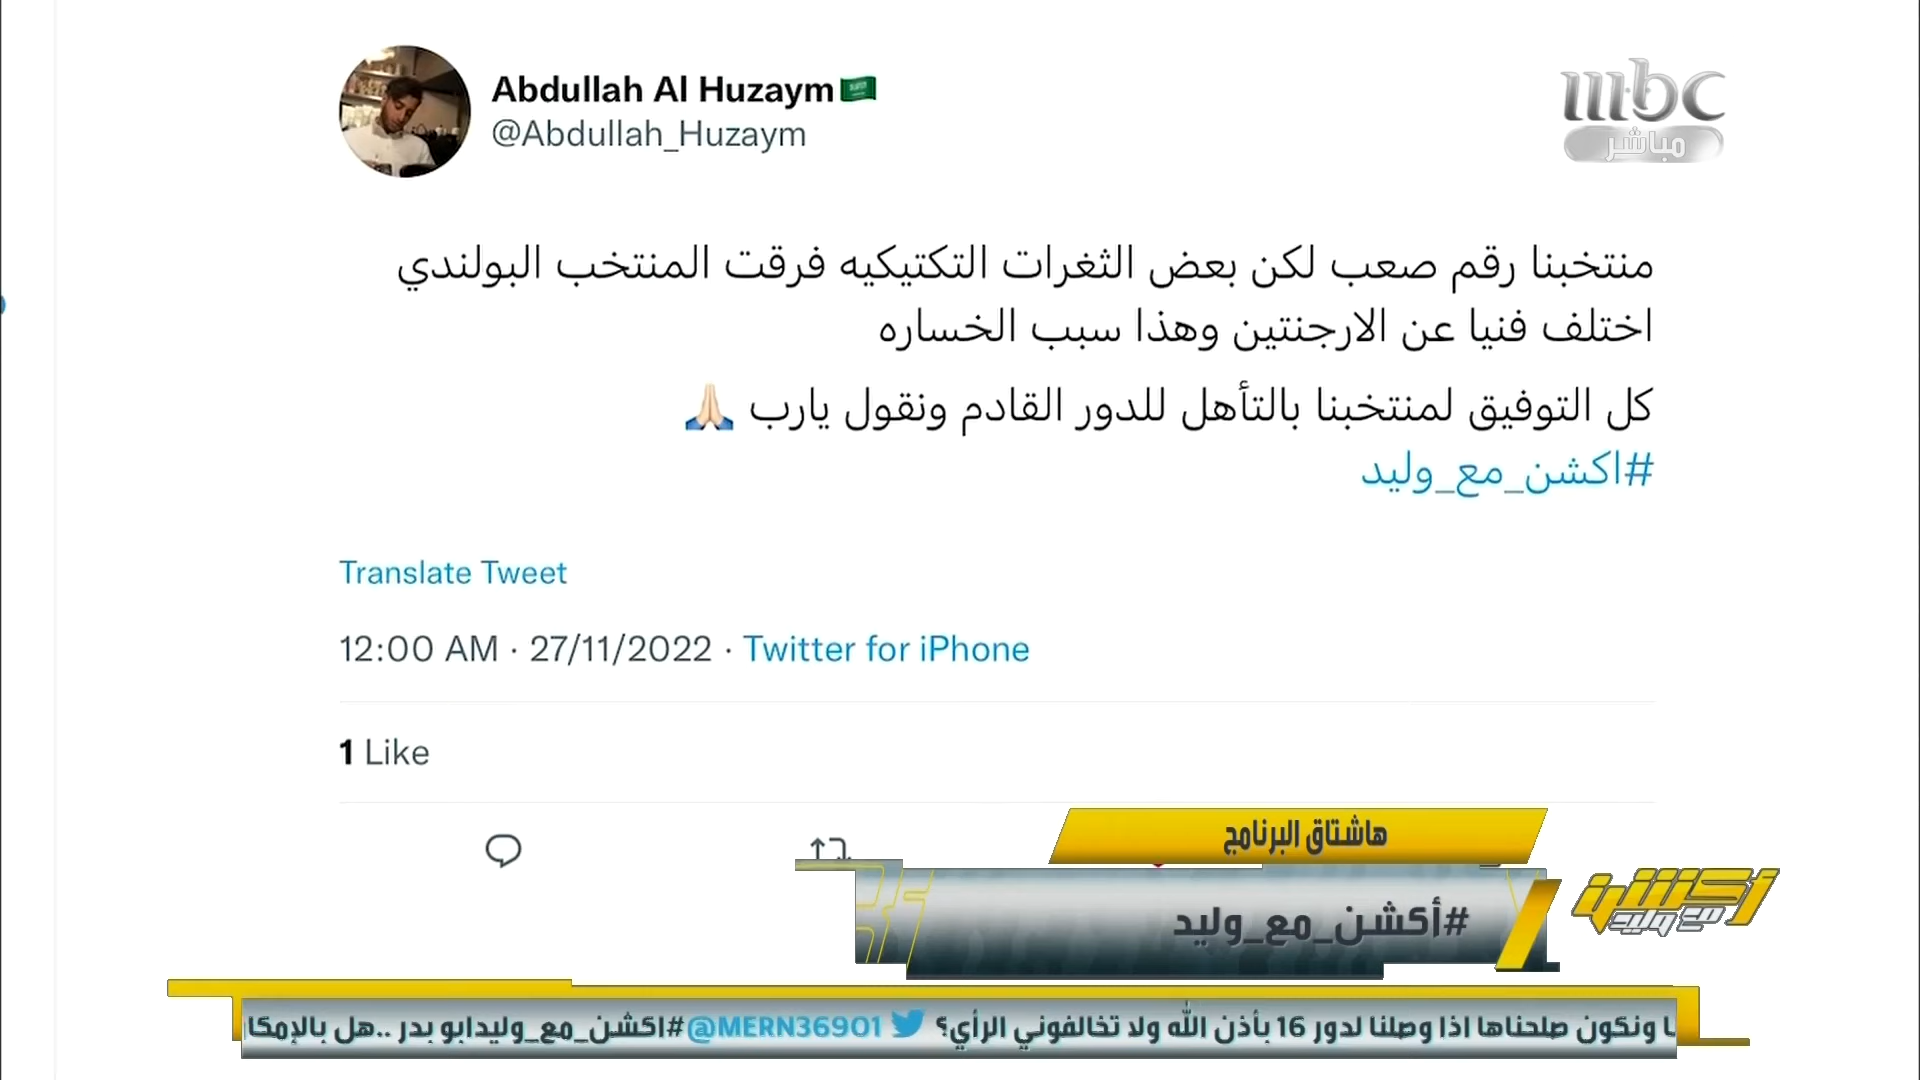 Abdullah Al Huzaym🇸🇦
@Abdullah_Huzaym
mbc
مباشر
منتخبنا رقم صعب لكن بعض الثغرات التكتيكيه فرقت المنتخب البولندي
اختلف فنيا عن الارجنتين وهذا سبب الخساره
كل التوفيق لمنتخبنا بالتأهل للدور القادم ونقول يارب 🙏🏻
#اكشن_مع_وليد
Translate Tweet
12:00 AM · 27/11/2022 · Twitter for iPhone
1 Like
هاشتاق البرنامج
#أكشن_مع_وليد
أكشن
مع وليد
ونكون صلحناها اذا وصلنا لدور 16 بأذن الله ولا تخالفوني الرأي؟ @MERN36901 #اكشن_مع_وليدابو بدر ..هل